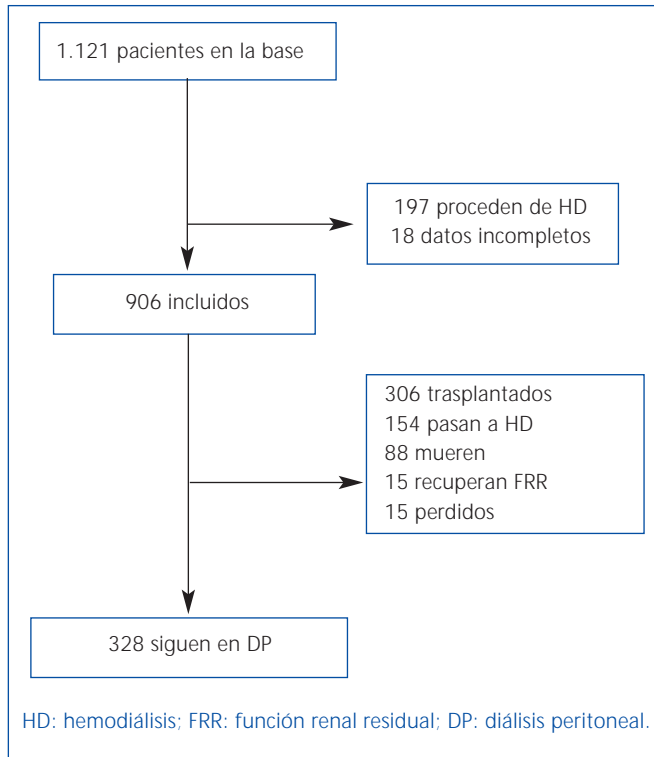 1.121 pacientes en la base
197 proceden de HD
18 datos incompletos
906 incluidos
306 trasplantados
154 pasan a HD
88 mueren
15 recuperan FRR
15 perdidos
328 siguen en DP
HD: hemodiálisis; FRR: función renal residual; DP: diálisis peritoneal.